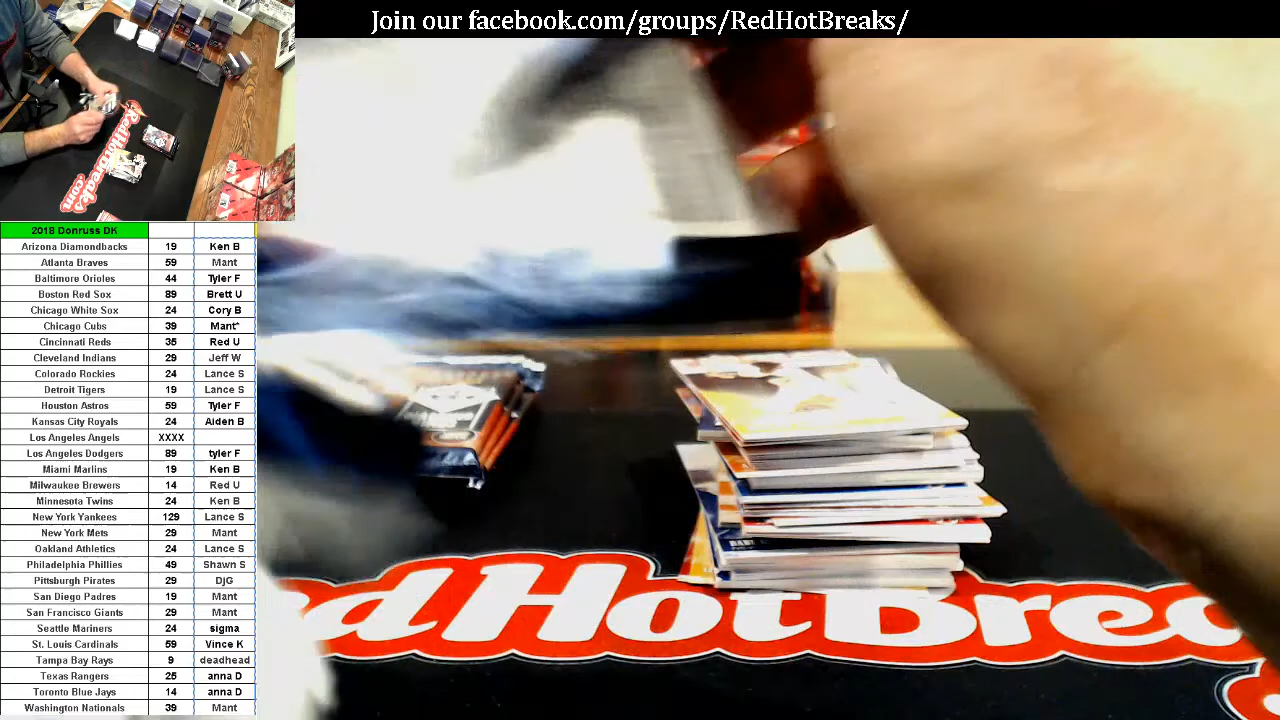 Join our facebook.com/groups/RedHotBreaks/
RedHotBreaks
.com
2018 Donruss DK
Arizona Diamondbacks 19 Ken B
Atlanta Braves 59 Mant
Baltimore Orioles 44 Tyler F
Boston Red Sox 89 Brett U
Chicago White Sox 24 Cory B
Chicago Cubs 39 Mant*
Cincinnati Reds 35 Red U
Cleveland Indians 29 Jeff W
Colorado Rockies 24 Lance S
Detroit Tigers 19 Lance S
Houston Astros 59 Tyler F
Kansas City Royals 24 Aiden B
Los Angeles Angels XXXX
Los Angeles Dodgers 89 tyler F
Miami Marlins 19 Ken B
Milwaukee Brewers 14 Red U
Minnesota Twins 24 Ken B
New York Yankees 129 Lance S
New York Mets 29 Mant
Oakland Athletics 24 Lance S
Philadelphia Phillies 49 Shawn S
Pittsburgh Pirates 29 DjG
San Diego Padres 19 Mant
San Francisco Giants 29 Mant
Seattle Mariners 24 sigma
St. Louis Cardinals 59 Vince K
Tampa Bay Rays 9 deadhead
Texas Rangers 25 anna D
Toronto Blue Jays 14 anna D
Washington Nationals 39 Mant
edHotBrea